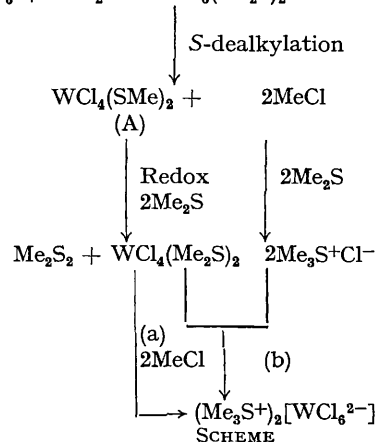 S-dealkylation
WCl₄(SMe)₂ + 2MeCl
(A)
Redox
2Me₂S 2Me₂S
Me₂S₂ + WCl₄(Me₂S)₂ 2Me₃S⁺Cl⁻
(a)
2MeCl (b)
(Me₃S⁺)₂[WCl₆²⁻]
SCHEME